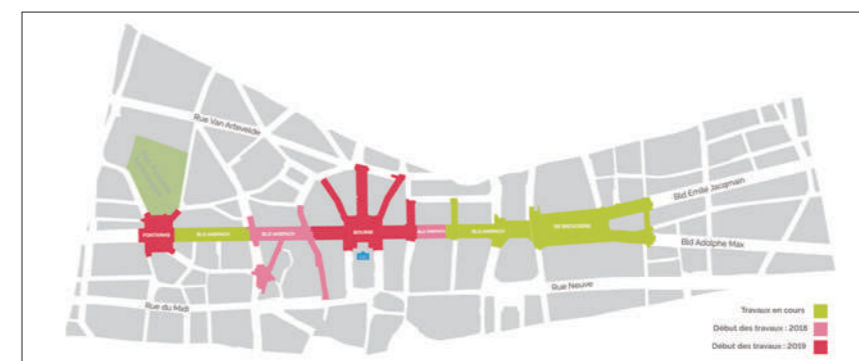 Rue Van Artevelde
FONTAINAS
BLD ANSPACH
BLD ANSPACH
BOURSE
BLD ANSPACH
BLD ANSPACH
DE BROUCKÈRE
Bld Emile Jacqmain
Bld Adolphe Max
Rue du Midi
Rue Neuve
Travaux en cours
Début des travaux : 2018
Début des travaux : 2019